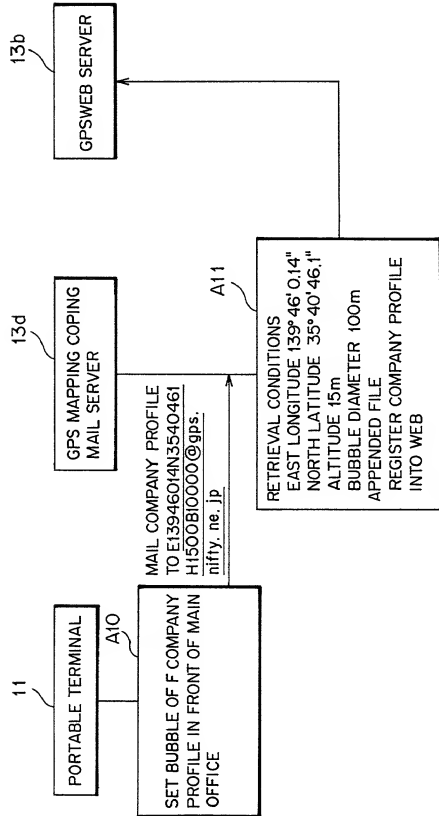 11
PORTABLE TERMINAL
A10
SET BUBBLE OF F COMPANY
PROFILE IN FRONT OF MAIN
OFFICE
MAIL COMPANY PROFILE
TO E13946014N3540461
H1500B10000@gps.
nifty. ne. jp
13d
GPS MAPPING COPING
MAIL SERVER
A11
RETRIEVAL CONDITIONS
EAST LONGITUDE 139° 46' 0.14"
NORTH LATITUDE 35° 40' 46.1"
ALTITUDE 15m
BUBBLE DIAMETER 100m
APPENDED FILE
REGISTER COMPANY PROFILE
INTO WEB
13b
GPSWEB SERVER